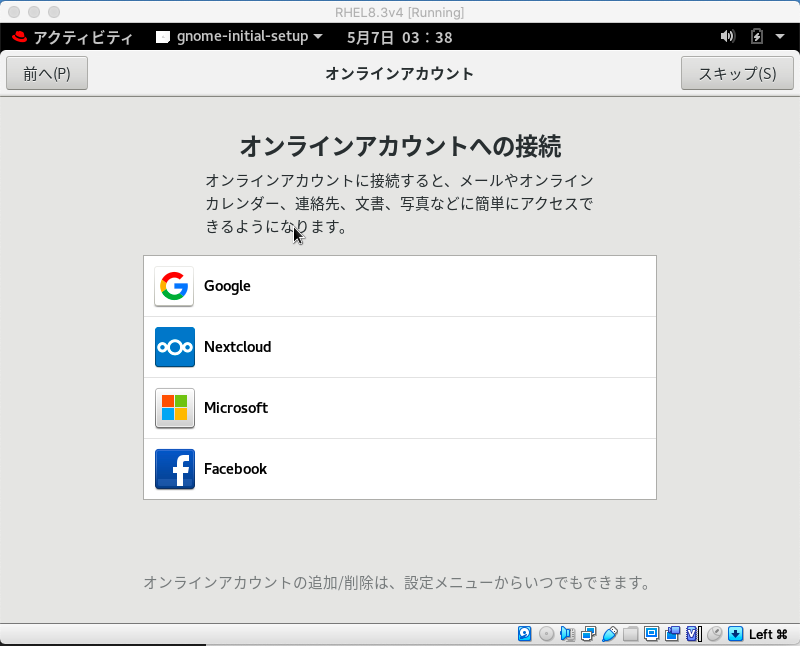 RHEL8.3v4 [Running]
アクティビティ gnome-initial-setup 5月7日 03：38
前へ(P) オンラインアカウント スキップ(S)
オンラインアカウントへの接続
オンラインアカウントに接続すると、メールやオンライン
カレンダー、連絡先、文書、写真などに簡単にアクセスで
きるようになります。
Google
Nextcloud
Microsoft
Facebook
オンラインアカウントの追加/削除は、設定メニューからいつでもできます。
Left ⌘